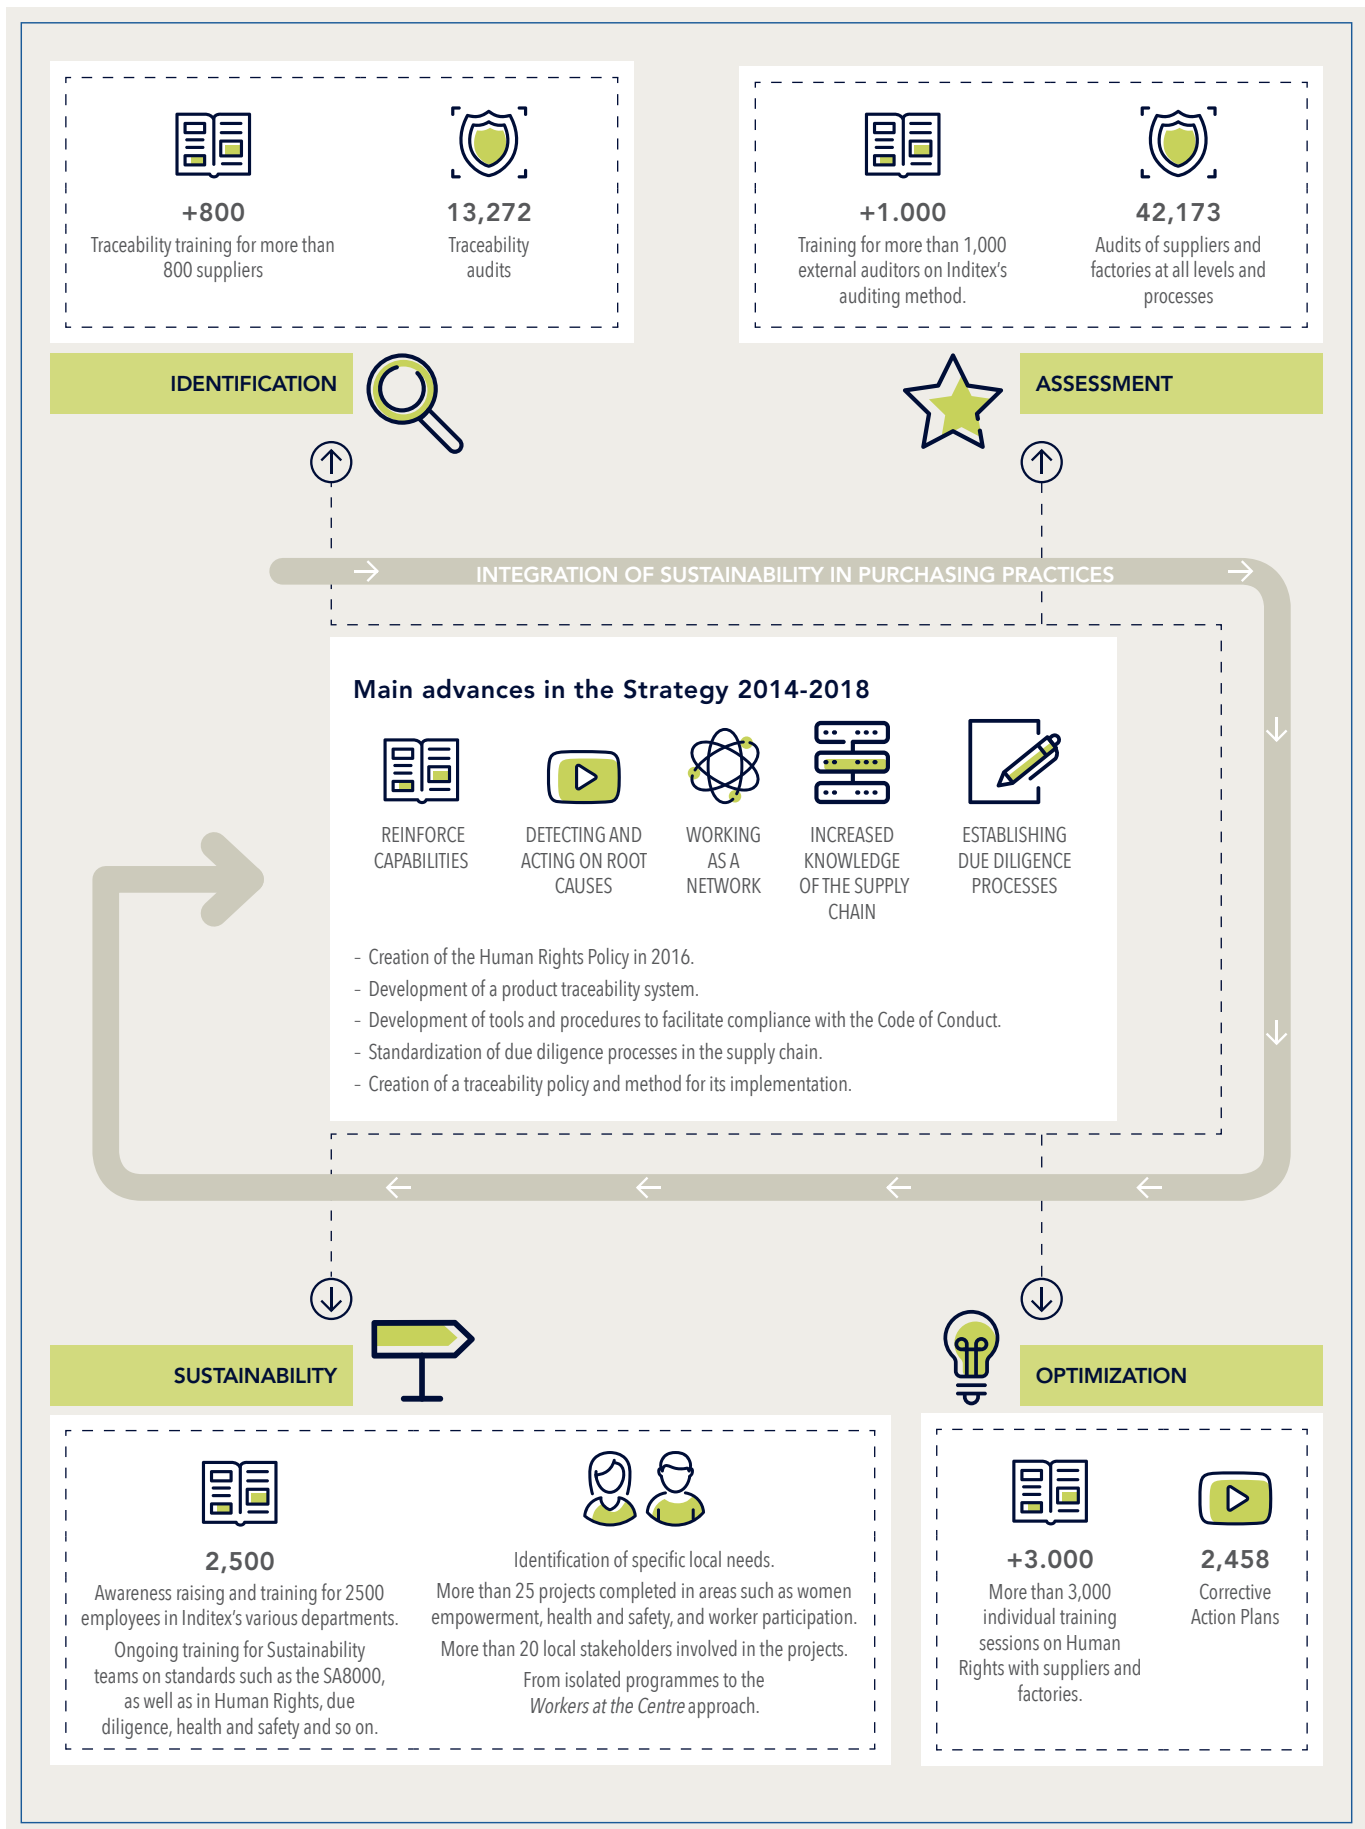 +800
Traceability training for more than
800 suppliers
13,272
Traceability
audits
+1.000
Training for more than 1,000
external auditors on Inditex's
auditing method.
42,173
Audits of suppliers and
factories at all levels and
processes
IDENTIFICATION
ASSESSMENT
INTEGRATION OF SUSTAINABILITY IN PURCHASING PRACTICES
Main advances in the Strategy 2014-2018
REINFORCE
CAPABILITIES
DETECTING AND
ACTING ON ROOT
CAUSES
WORKING
AS A
NETWORK
INCREASED
KNOWLEDGE
OF THE SUPPLY
CHAIN
ESTABLISHING
DUE DILIGENCE
PROCESSES
– Creation of the Human Rights Policy in 2016.
– Development of a product traceability system.
– Development of tools and procedures to facilitate compliance with the Code of Conduct.
– Standardization of due diligence processes in the supply chain.
– Creation of a traceability policy and method for its implementation.
SUSTAINABILITY
OPTIMIZATION
2,500
Awareness raising and training for 2500
employees in Inditex's various departments.
Ongoing training for Sustainability
teams on standards such as the SA8000,
as well as in Human Rights, due
diligence, health and safety and so on.
Identification of specific local needs.
More than 25 projects completed in areas such as women
empowerment, health and safety, and worker participation.
More than 20 local stakeholders involved in the projects.
From isolated programmes to the
Workers at the Centre approach.
+3.000
More than 3,000
individual training
sessions on Human
Rights with suppliers and
factories.
2,458
Corrective
Action Plans